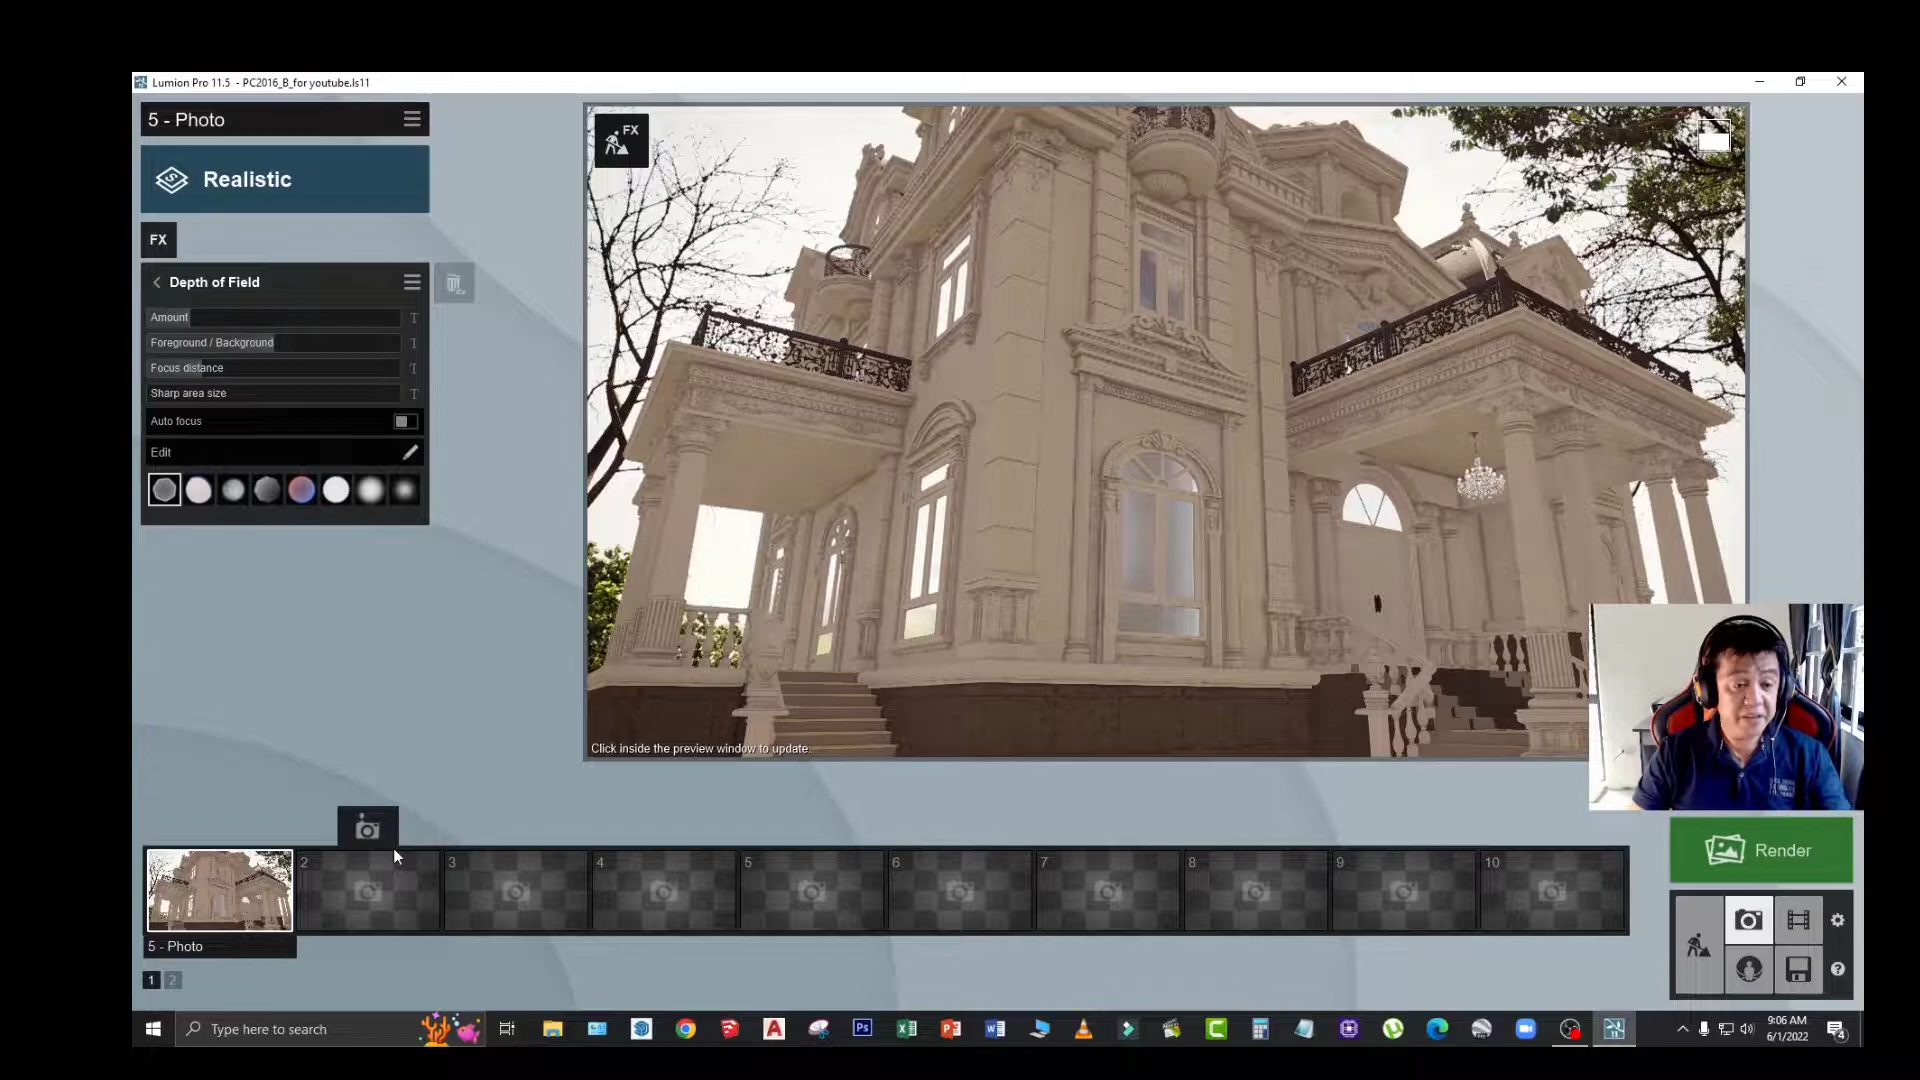 Lumion Pro 11.5 - PC2016_B_for youtube.ls11
5 - Photo
Realistic
FX
Depth of Field
Amount T
Foreground / Background T
Focus distance T
Sharp area size T
Auto focus
Edit
FX
Click inside the preview window to update.
2 3 4 5 6 7 8 9 10
5 - Photo
1 2
Render
Type here to search
9:06 AM
6/1/2022
4